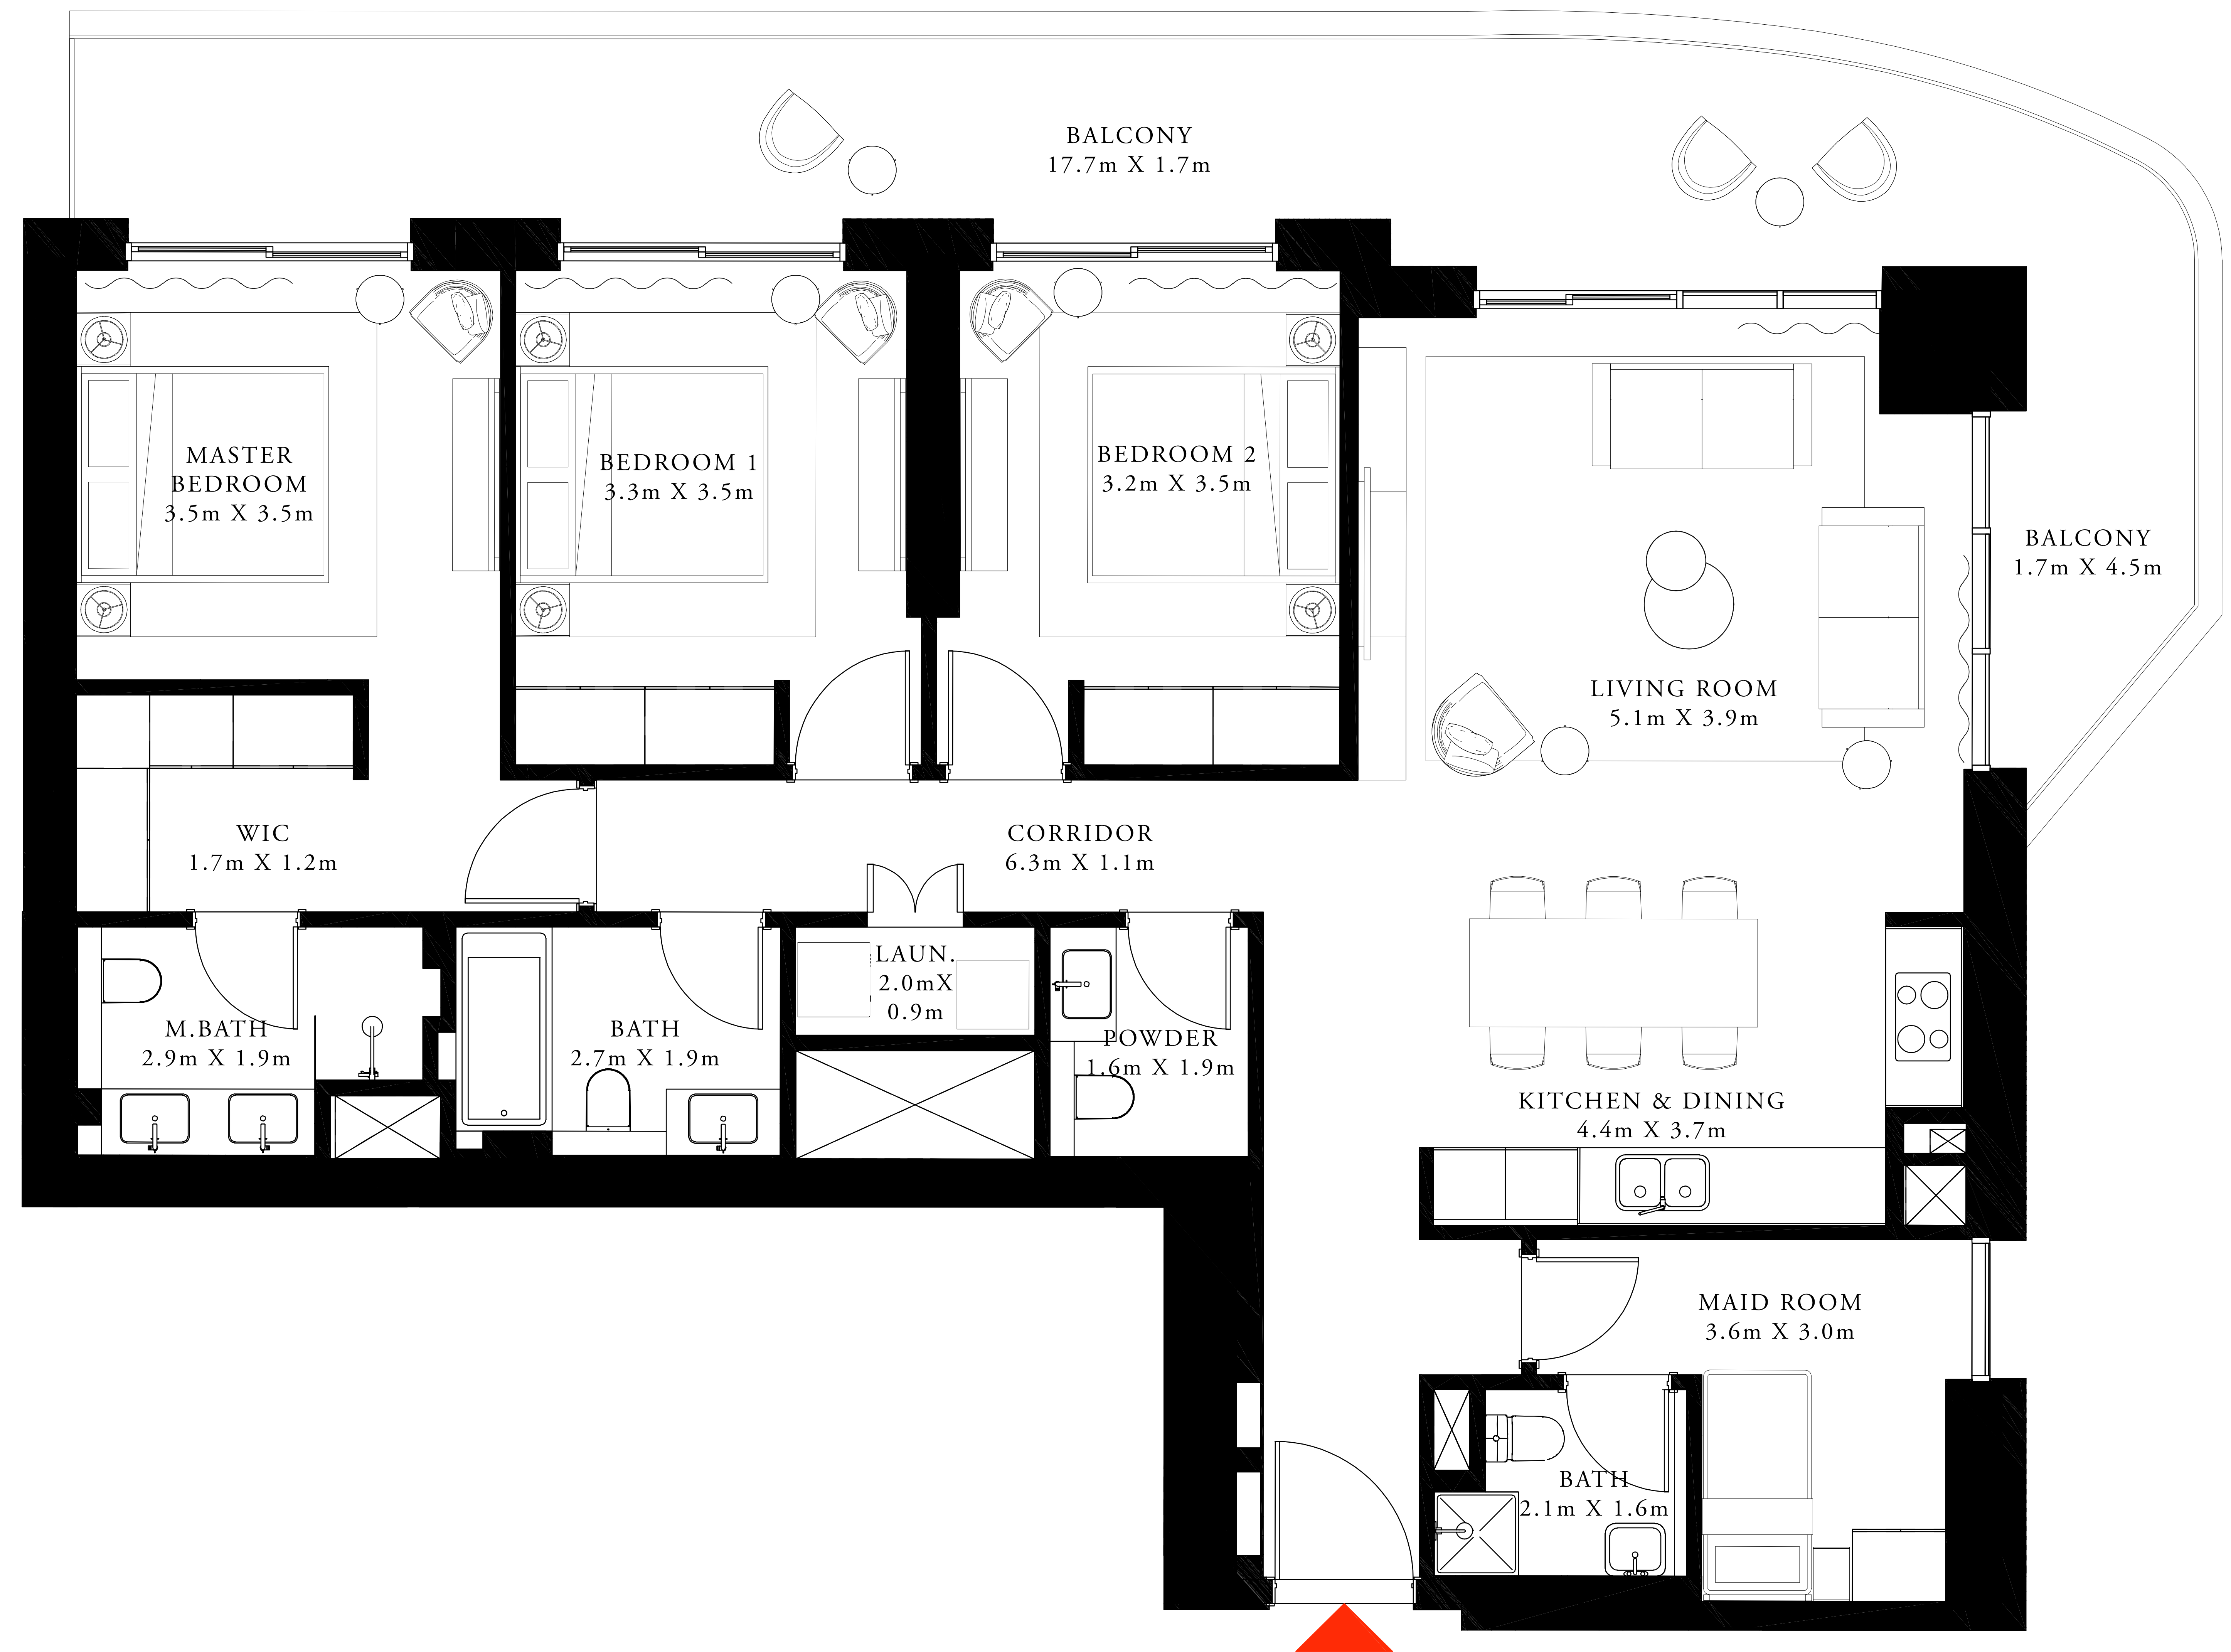 BALCONY
17.7m X 1.7m
MASTER
BEDROOM
3.5m X 3.5m
BEDROOM 1
3.3m X 3.5m
BEDROOM 2
3.2m X 3.5m
BALCONY
1.7m X 4.5m
LIVING ROOM
5.1m X 3.9m
WIC
1.7m X 1.2m
CORRIDOR
6.3m X 1.1m
M.BATH
2.9m X 1.9m
BATH
2.7m X 1.9m
LAUN.
2.0mX
0.9m
POWDER
1.6m X 1.9m
KITCHEN & DINING
4.4m X 3.7m
MAID ROOM
3.6m X 3.0m
BATH
2.1m X 1.6m